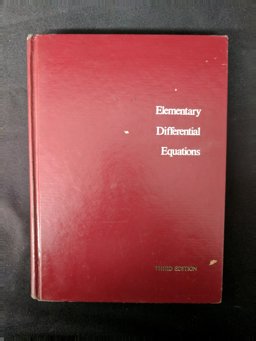 Elementary
Differential
Equations
THIRD EDITION